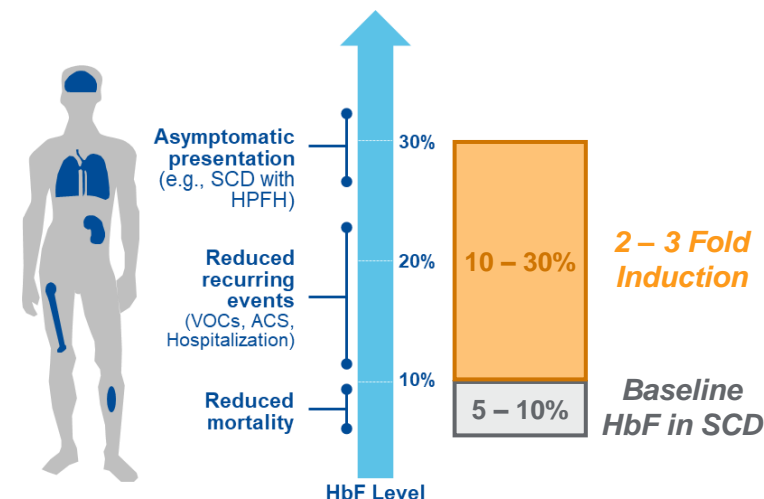 Asymptomatic
presentation
(e.g., SCD with
HPFH)
30%
Reduced
recurring
events
(VOCs, ACS,
Hospitalization)
20%
10 – 30%
2 – 3 Fold
Induction
Reduced
mortality
10%
5 – 10%
Baseline
HbF in SCD
HbF Level